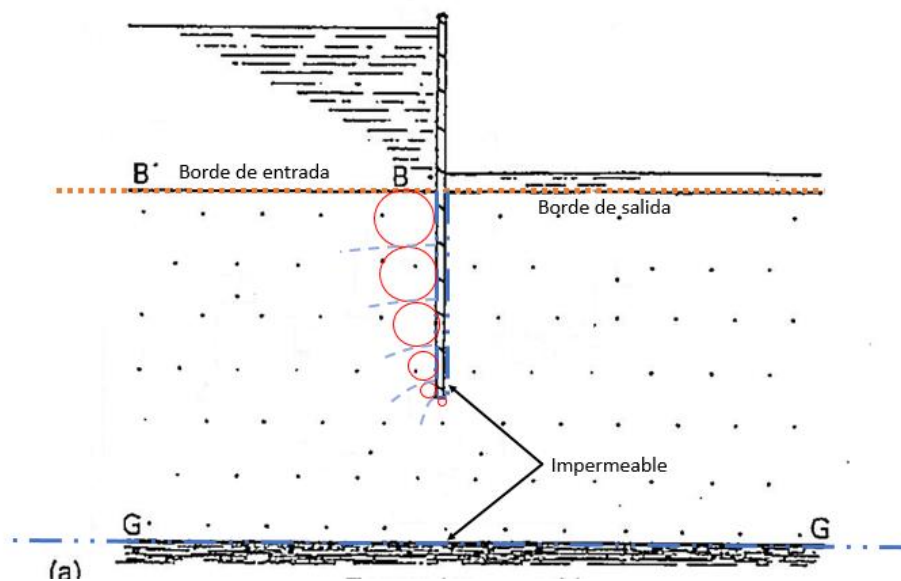 B' Borde de entrada B
Borde de salida
Impermeable
G G
(a)